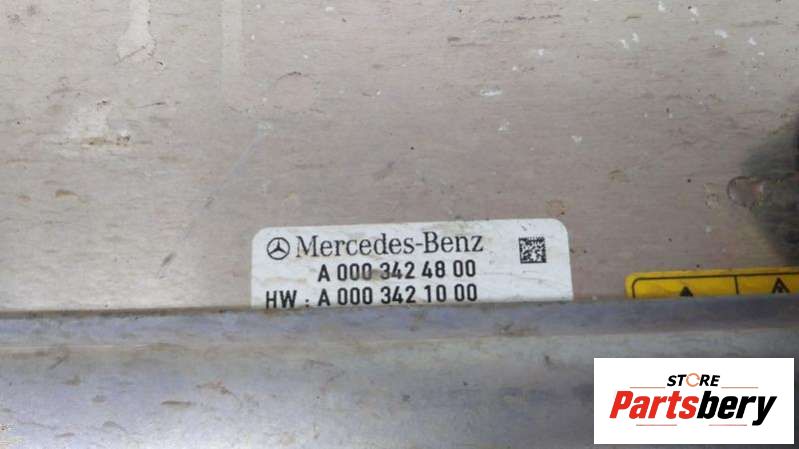 Mercedes-Benz
A 000 342 48 00
HW : A 000 342 10 00
STORE
Partsbery